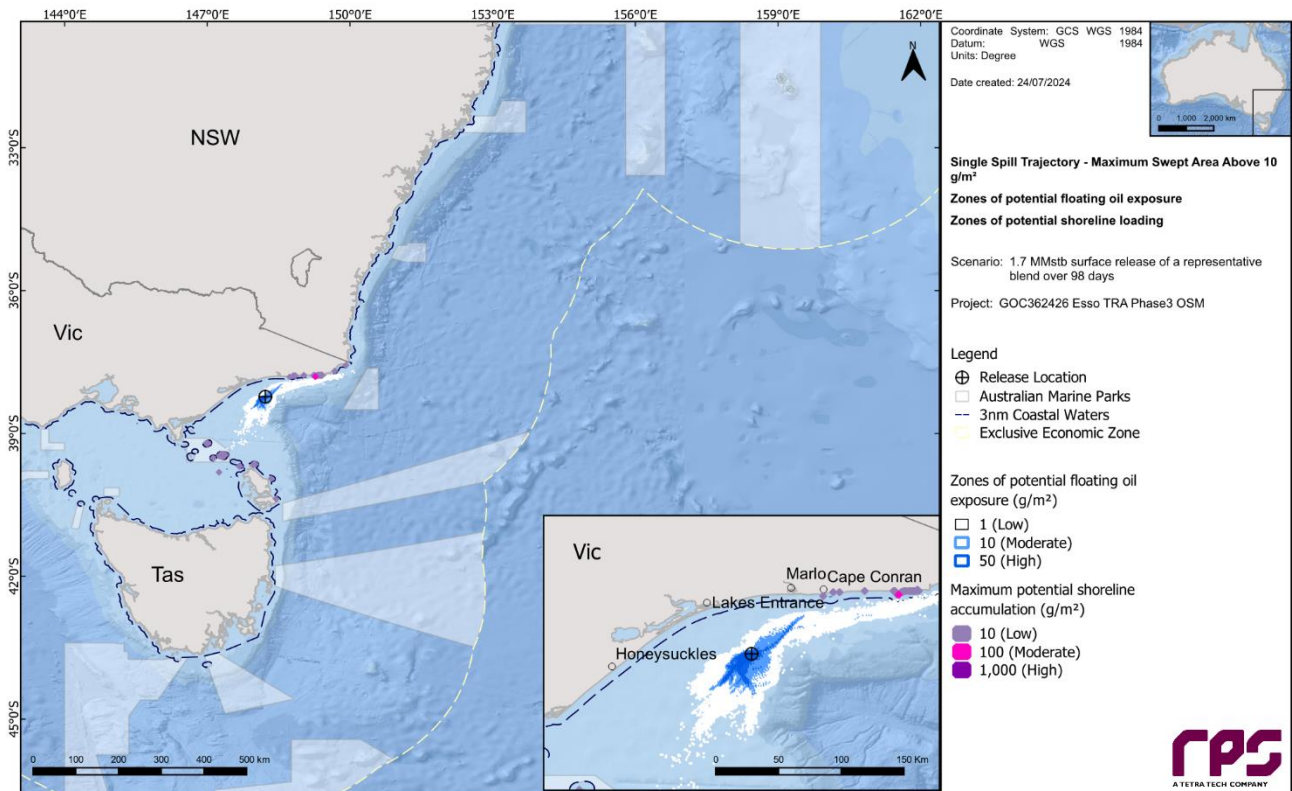 144°0'E 147°0'E 150°0'E 153°0'E 156°0'E 159°0'E 162°0'E
33°0'S
36°0'S
39°0'S
42°0'S
45°0'S
N
NSW
Vic
Tas
0 100 200 300 400 500 km
Vic
Marlo
Cape Conran
Lakes Entrance
Honeysuckles
0 50 100 150 Km
Coordinate System: GCS WGS 1984
Datum: WGS 1984
Units: Degree
Date created: 24/07/2024
0 1,000 2,000 km
Single Spill Trajectory - Maximum Swept Area Above 10
g/m²
Zones of potential floating oil exposure
Zones of potential shoreline loading
Scenario: 1.7 MMstb surface release of a representative
blend over 98 days
Project: GOC362426 Esso TRA Phase3 OSM
Legend
Release Location
Australian Marine Parks
3nm Coastal Waters
Exclusive Economic Zone
Zones of potential floating oil
exposure (g/m²)
1 (Low)
10 (Moderate)
50 (High)
Maximum potential shoreline
accumulation (g/m²)
10 (Low)
100 (Moderate)
1,000 (High)
rps
A TETRA TECH COMPANY